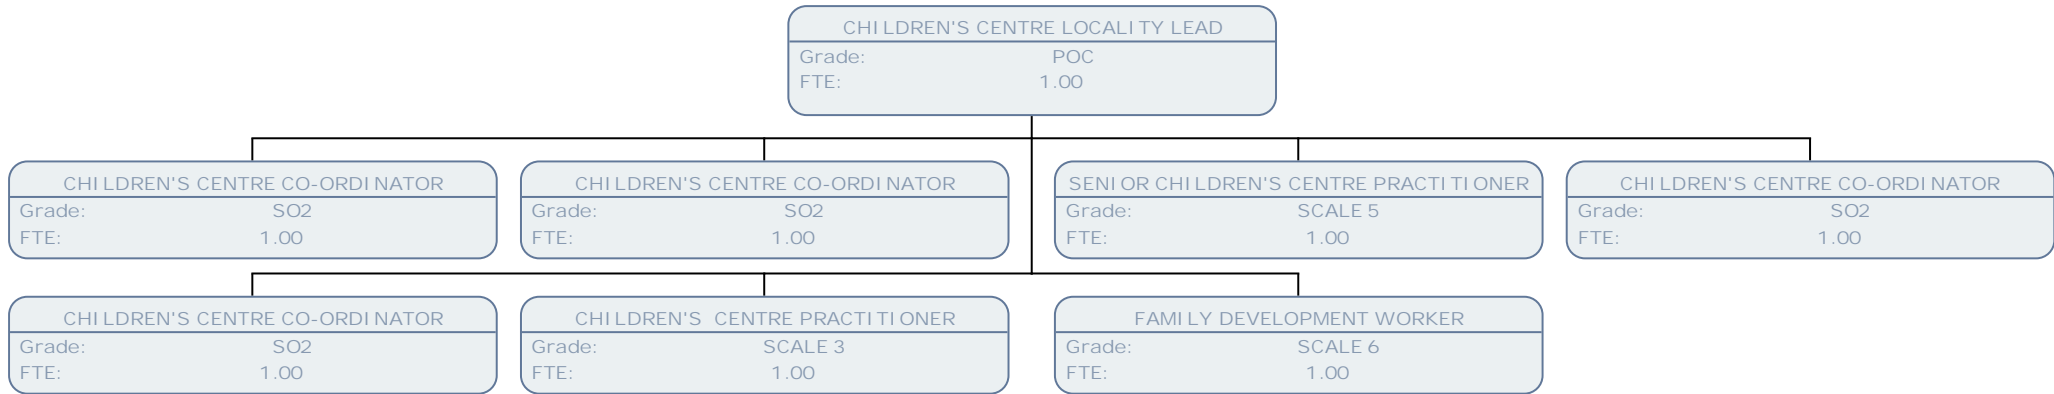 CHILDREN'S CENTRE LOCALITY LEAD
Grade: POC
FTE: 1.00
CHILDREN'S CENTRE CO-ORDINATOR
Grade: SO2
FTE: 1.00
CHILDREN'S CENTRE CO-ORDINATOR
Grade: SO2
FTE: 1.00
SENIOR CHILDREN'S CENTRE PRACTITIONER
Grade: SCALE 5
FTE: 1.00
CHILDREN'S CENTRE CO-ORDINATOR
Grade: SO2
FTE: 1.00
CHILDREN'S CENTRE CO-ORDINATOR
Grade: SO2
FTE: 1.00
CHILDREN'S CENTRE PRACTITIONER
Grade: SCALE 3
FTE: 1.00
FAMILY DEVELOPMENT WORKER
Grade: SCALE 6
FTE: 1.00